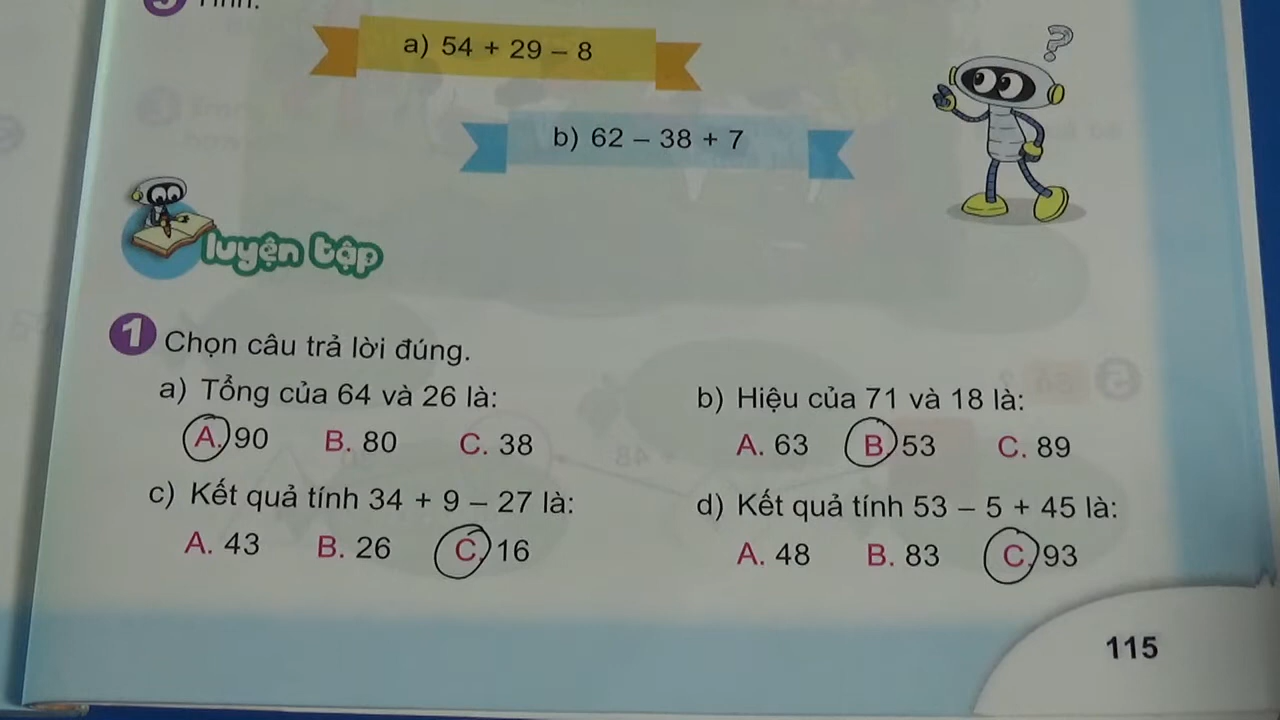 a) 54 + 29 – 8
b) 62 – 38 + 7
?
luyện tập
1 Chọn câu trả lời đúng.
a) Tổng của 64 và 26 là:
A. 90 B. 80 C. 38
b) Hiệu của 71 và 18 là:
A. 63 B. 53 C. 89
c) Kết quả tính 34 + 9 – 27 là:
A. 43 B. 26 C. 16
d) Kết quả tính 53 – 5 + 45 là:
A. 48 B. 83 C. 93
115